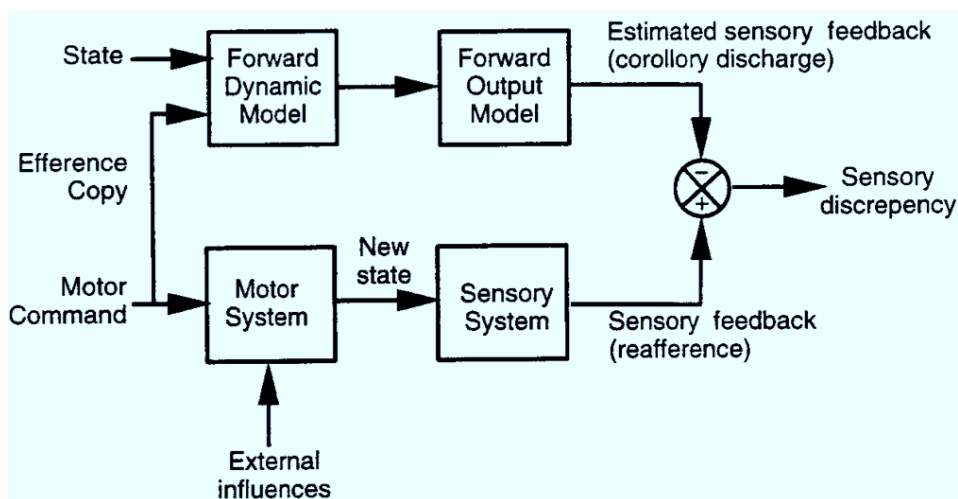 State
Forward
Dynamic
Model
Forward
Output
Model
Estimated sensory feedback
(corollory discharge)
Efference
Copy
−
+
Sensory
discrepency
Motor
Command
Motor
System
New
state
Sensory
System
Sensory feedback
(reafference)
External
influences